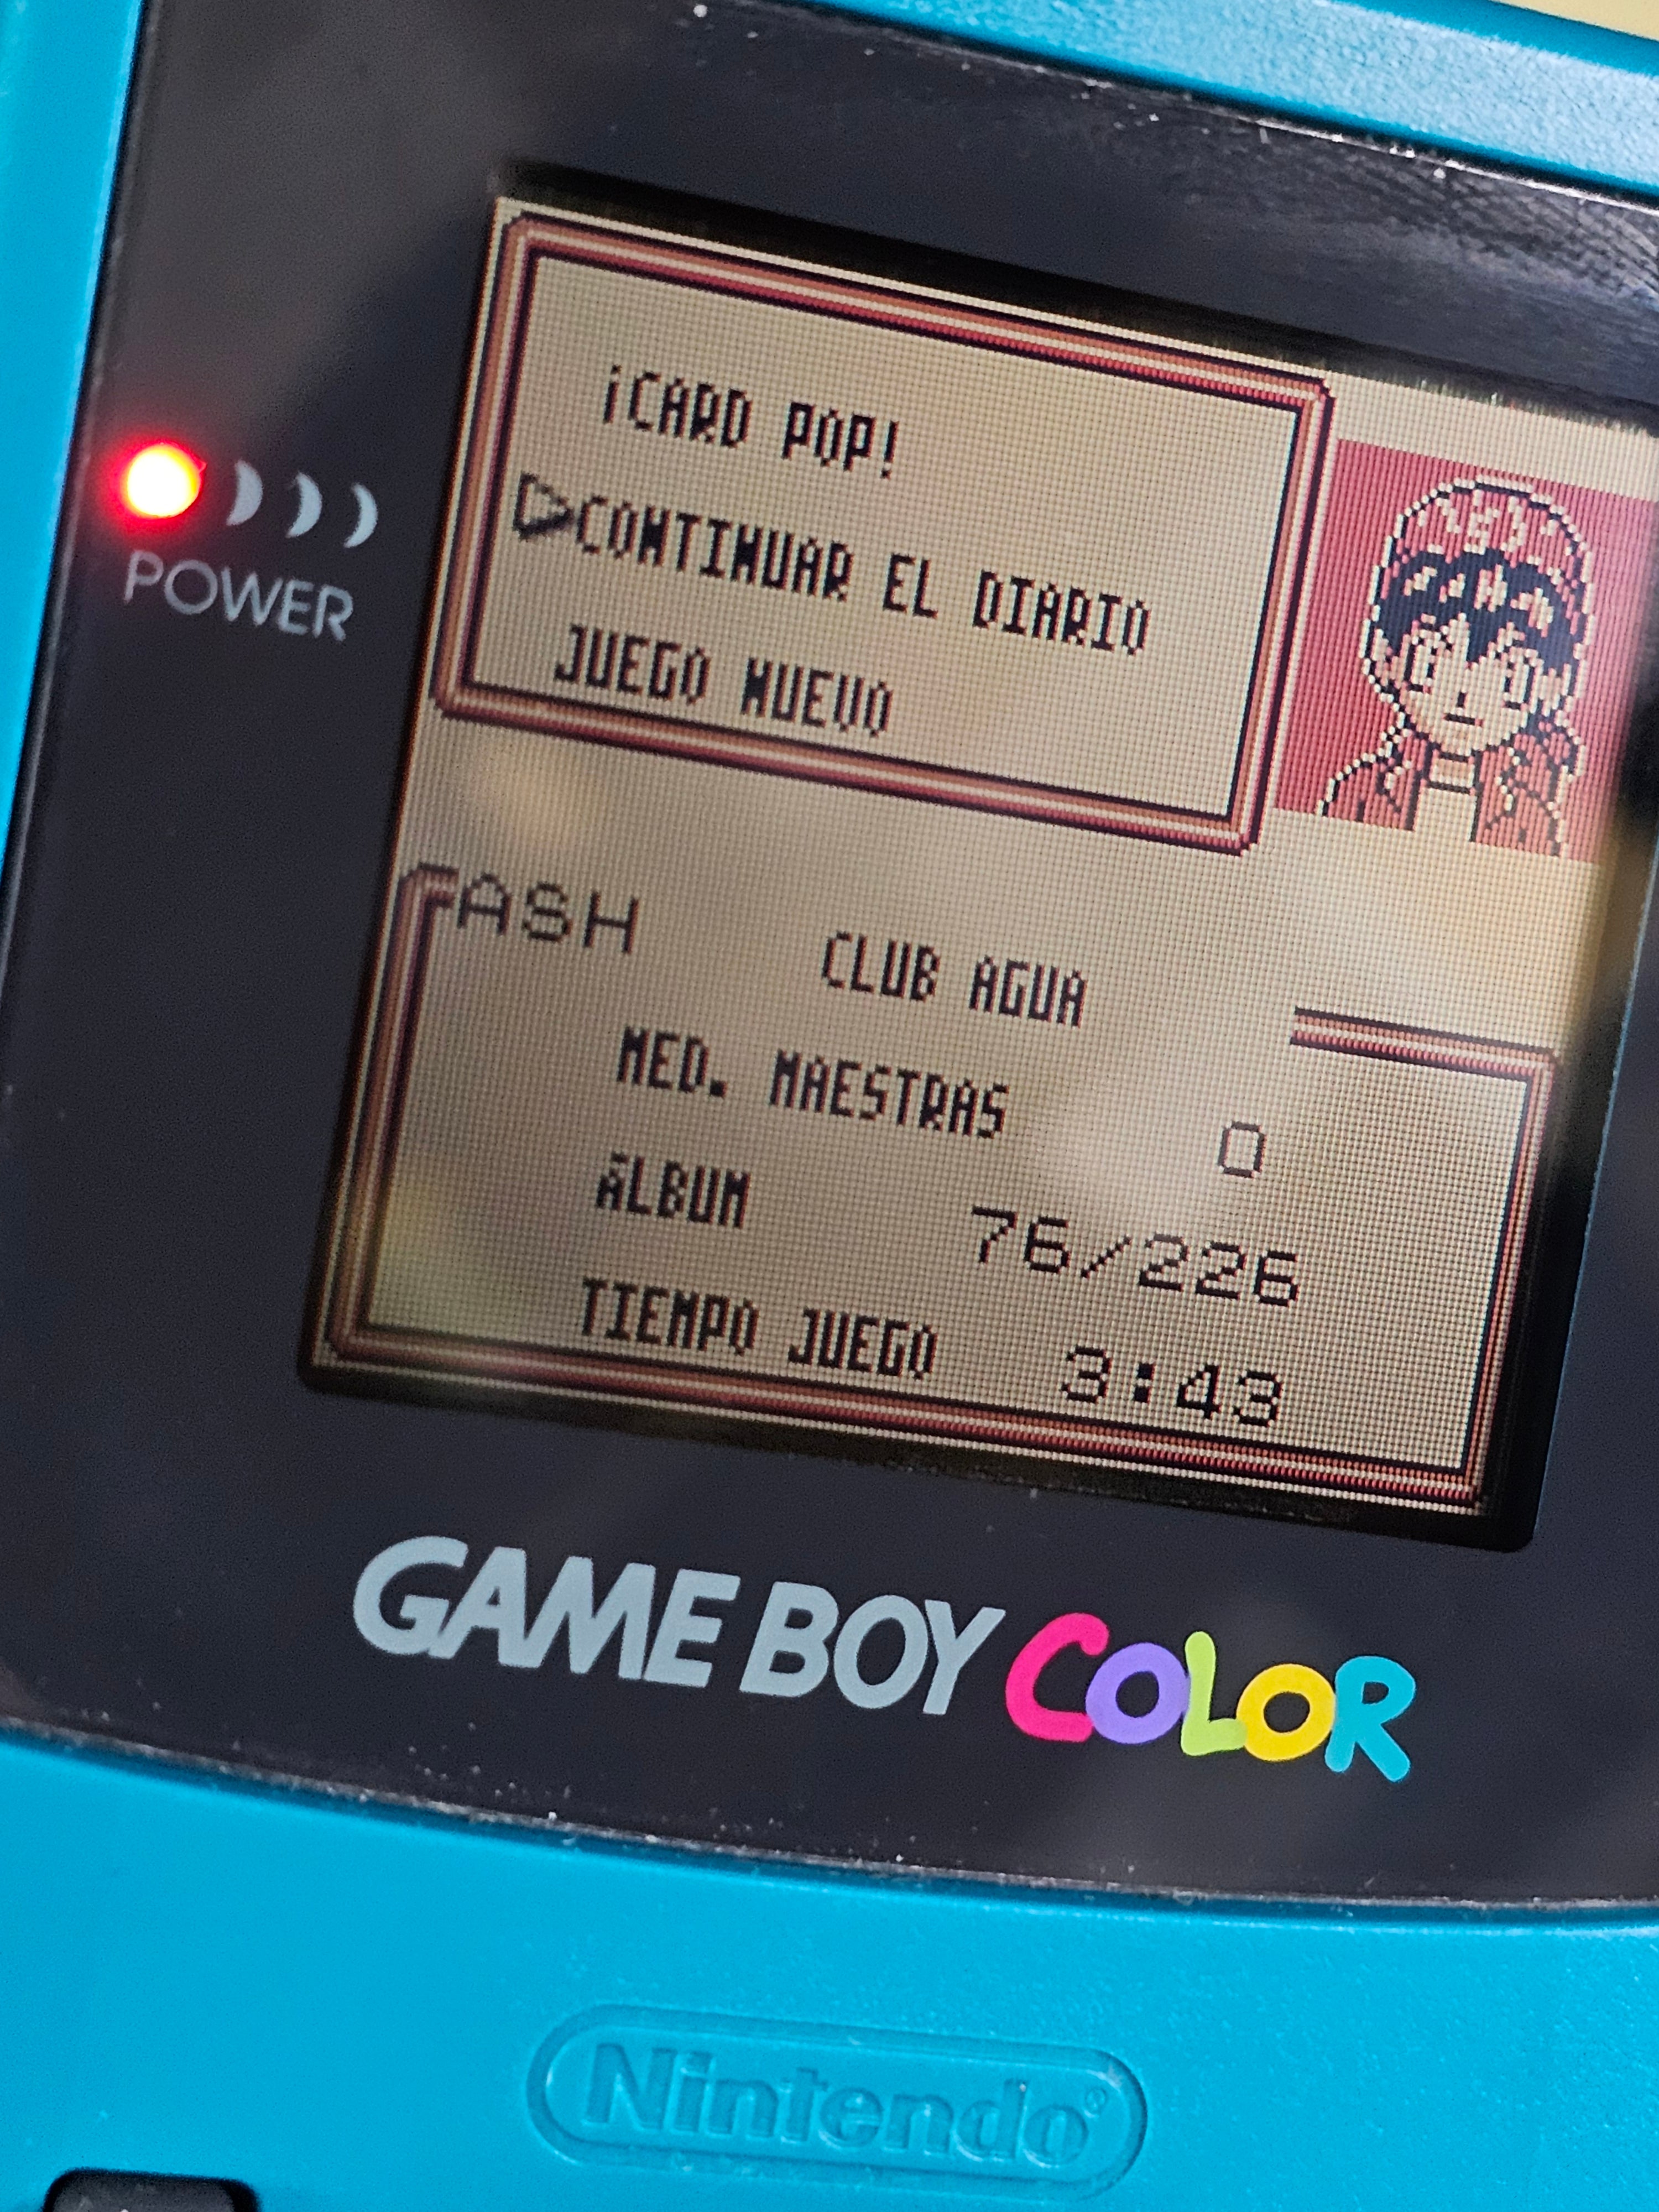 ¡CARD POP!
CONTINUAR EL DIARIO
JUEGO NUEVO
POWER
ASH
CLUB AGUA
MED. MAESTRAS 0
ÁLBUM 76/226
TIEMPO JUEGO 3:43
GAME BOY COLOR
Nintendo®